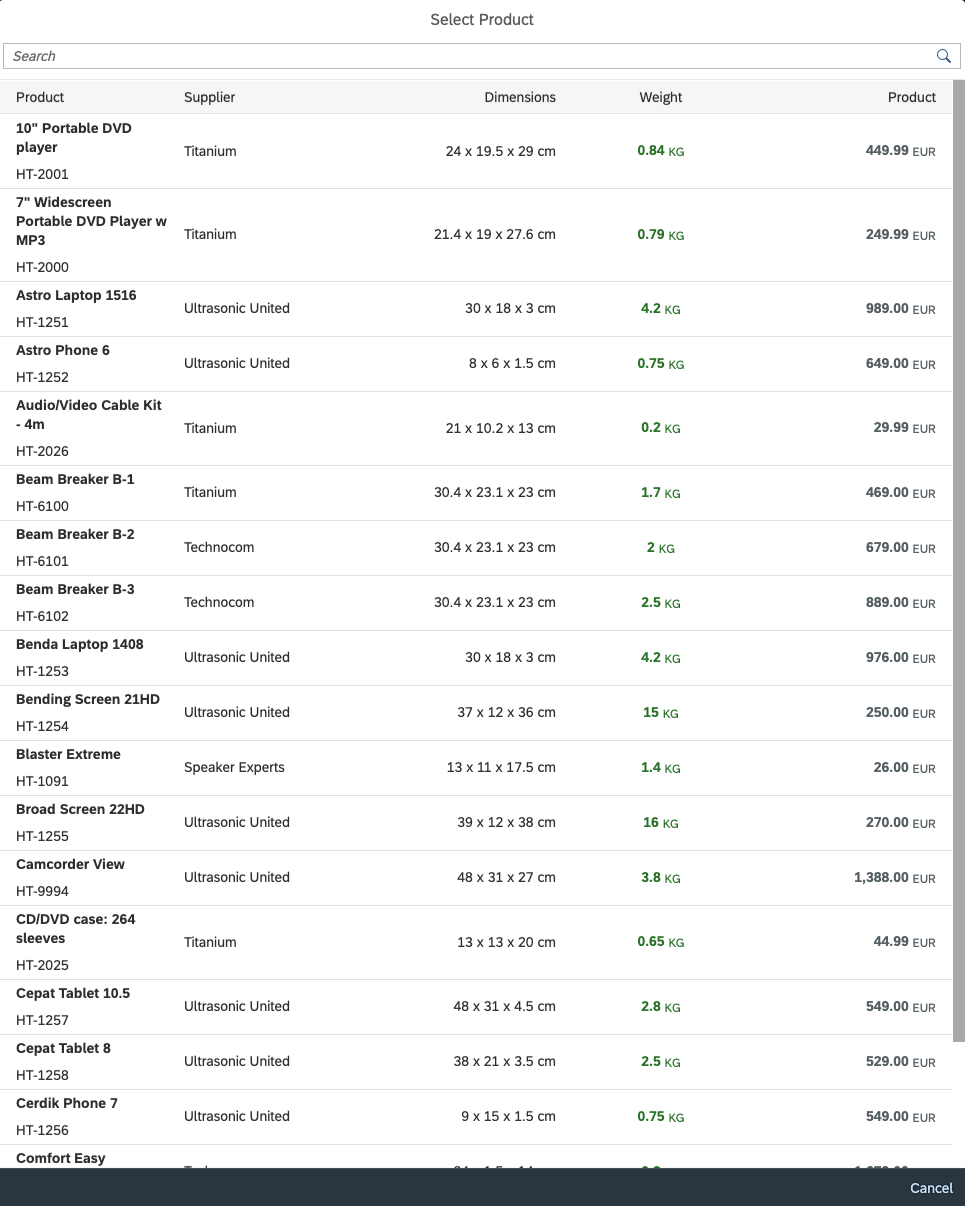 Select Product
Search
Product Supplier Dimensions Weight Product
10" Portable DVD
player
HT-2001
Titanium 24 x 19.5 x 29 cm 0.84 KG 449.99 EUR
7" Widescreen
Portable DVD Player w
MP3
HT-2000
Titanium 21.4 x 19 x 27.6 cm 0.79 KG 249.99 EUR
Astro Laptop 1516
HT-1251
Ultrasonic United 30 x 18 x 3 cm 4.2 KG 989.00 EUR
Astro Phone 6
HT-1252
Ultrasonic United 8 x 6 x 1.5 cm 0.75 KG 649.00 EUR
Audio/Video Cable Kit
- 4m
HT-2026
Titanium 21 x 10.2 x 13 cm 0.2 KG 29.99 EUR
Beam Breaker B-1
HT-6100
Titanium 30.4 x 23.1 x 23 cm 1.7 KG 469.00 EUR
Beam Breaker B-2
HT-6101
Technocom 30.4 x 23.1 x 23 cm 2 KG 679.00 EUR
Beam Breaker B-3
HT-6102
Technocom 30.4 x 23.1 x 23 cm 2.5 KG 889.00 EUR
Benda Laptop 1408
HT-1253
Ultrasonic United 30 x 18 x 3 cm 4.2 KG 976.00 EUR
Bending Screen 21HD
HT-1254
Ultrasonic United 37 x 12 x 36 cm 15 KG 250.00 EUR
Blaster Extreme
HT-1091
Speaker Experts 13 x 11 x 17.5 cm 1.4 KG 26.00 EUR
Broad Screen 22HD
HT-1255
Ultrasonic United 39 x 12 x 38 cm 16 KG 270.00 EUR
Camcorder View
HT-9994
Ultrasonic United 48 x 31 x 27 cm 3.8 KG 1,388.00 EUR
CD/DVD case: 264
sleeves
HT-2025
Titanium 13 x 13 x 20 cm 0.65 KG 44.99 EUR
Cepat Tablet 10.5
HT-1257
Ultrasonic United 48 x 31 x 4.5 cm 2.8 KG 549.00 EUR
Cepat Tablet 8
HT-1258
Ultrasonic United 38 x 21 x 3.5 cm 2.5 KG 529.00 EUR
Cerdik Phone 7
HT-1256
Ultrasonic United 9 x 15 x 1.5 cm 0.75 KG 549.00 EUR
Comfort Easy
Cancel